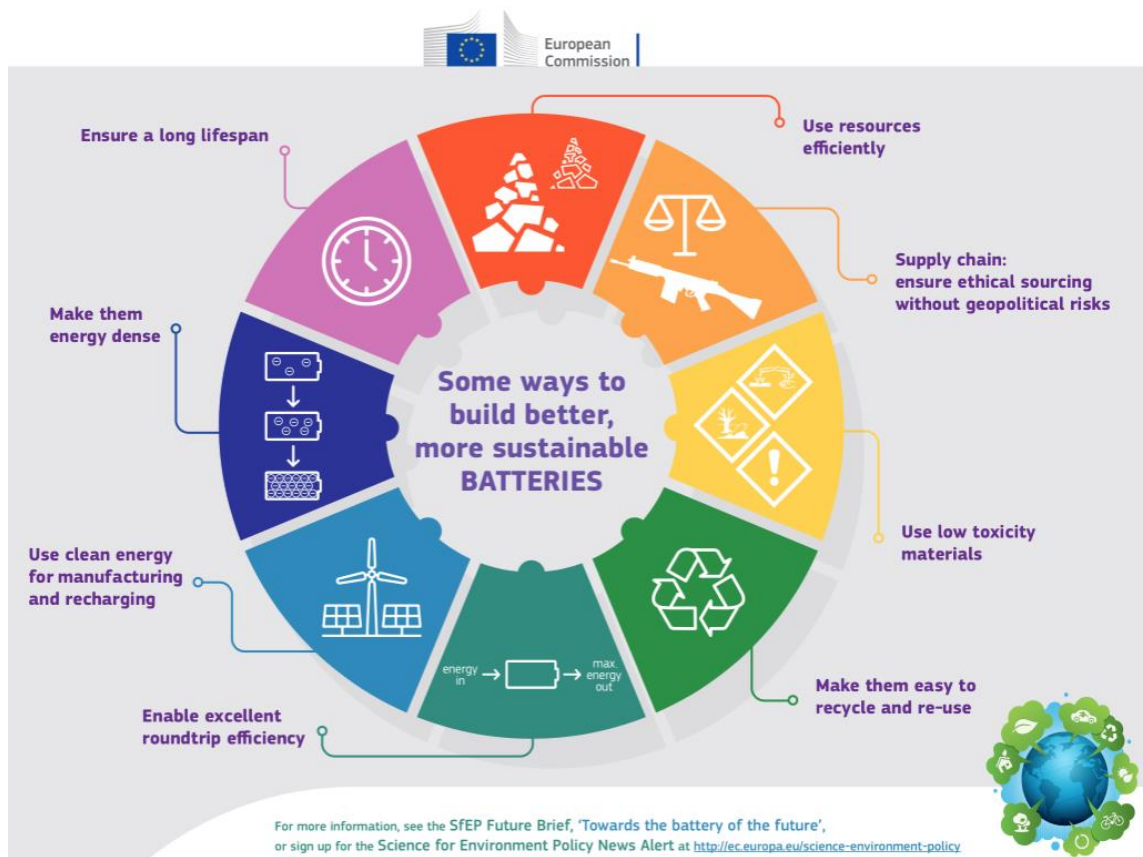 European
Commission
Ensure a long lifespan
Use resources
efficiently
Supply chain:
ensure ethical sourcing
without geopolitical risks
Make them
energy dense
Some ways to
build better,
more sustainable
BATTERIES
Use low toxicity
materials
Use clean energy
for manufacturing
and recharging
energy
in
max.
energy
out
Make them easy to
recycle and re-use
Enable excellent
roundtrip efficiency
For more information, see the SfEP Future Brief, ‘Towards the battery of the future’,
or sign up for the Science for Environment Policy News Alert at http://ec.europa.eu/science-environment-policy